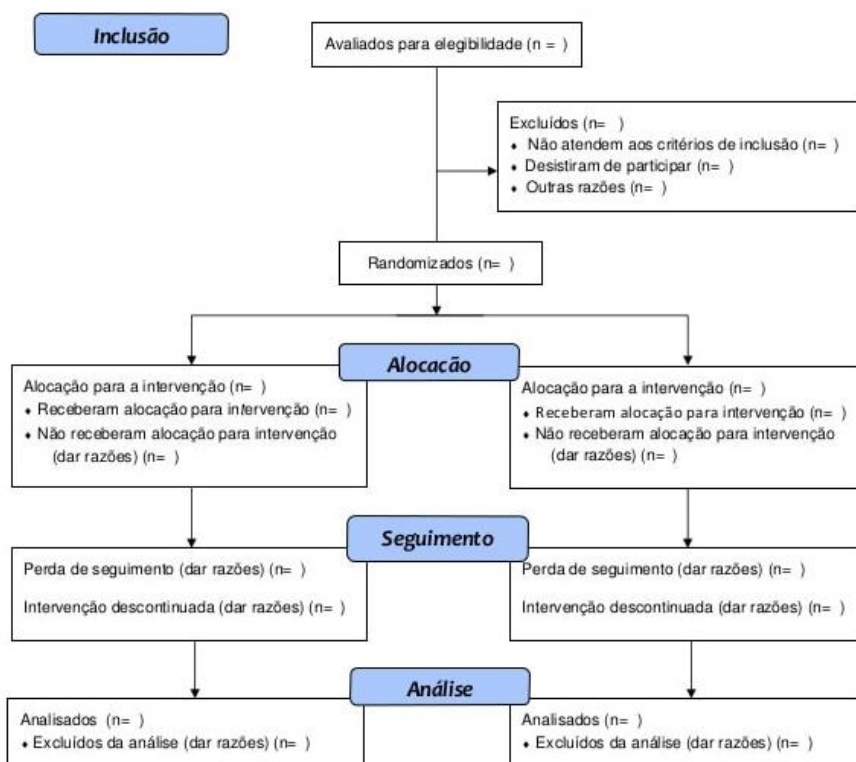 Inclusão
Avaliados para elegibilidade (n = )
Excluídos (n= )
♦ Não atendem aos critérios de inclusão (n= )
♦ Desistiram de participar (n= )
♦ Outras razões (n= )
Randomizados (n= )
Alocacão
Alocação para a intervenção (n= )
♦ Receberam alocação para intervenção (n= )
♦ Não receberam alocação para intervenção
(dar razões) (n= )
Alocação para a intervenção (n= )
♦ Receberam alocação para intervenção (n= )
♦ Não receberam alocação para intervenção
(dar razões) (n= )
Seguimento
Perda de seguimento (dar razões) (n= )
Intervenção descontinuada (dar razões) (n= )
Perda de seguimento (dar razões) (n= )
Intervenção descontinuada (dar razões) (n= )
Análise
Analisados (n= )
♦ Excluídos da análise (dar razões) (n= )
Analisados (n= )
♦ Excluídos da análise (dar razões) (n= )